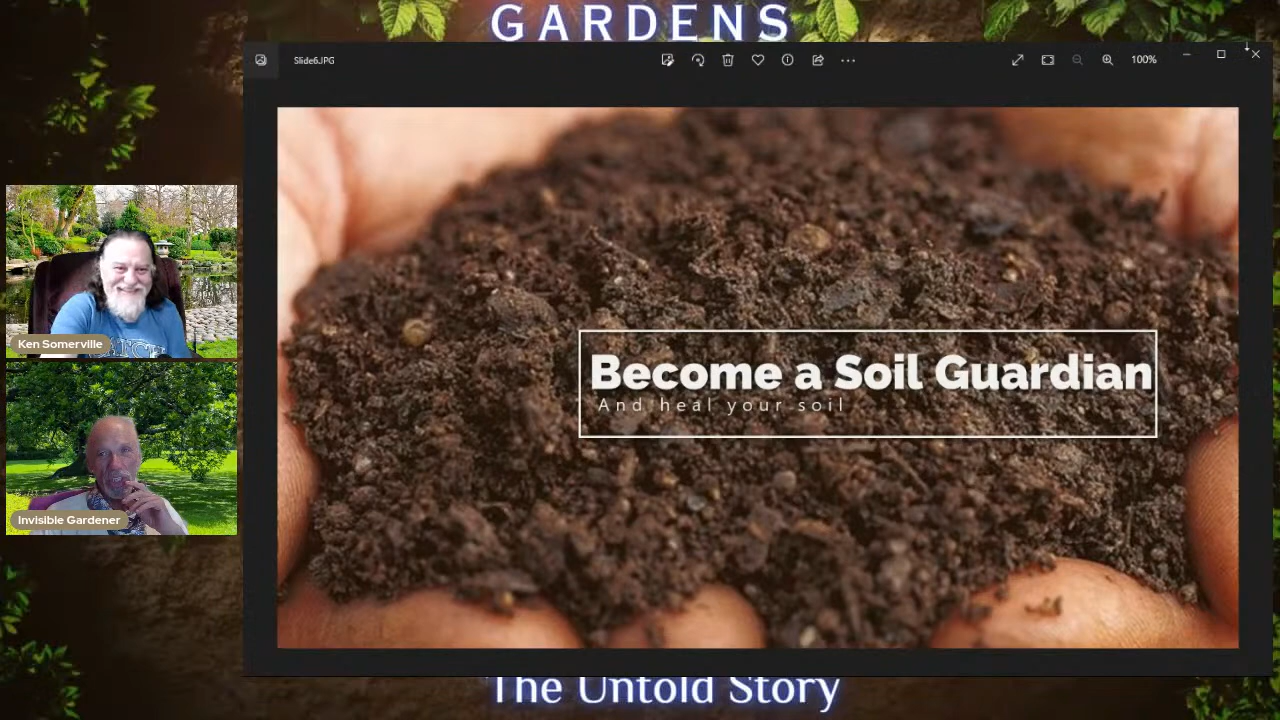 GARDENS
Slide6.JPG
100%
Ken Somerville
Invisible Gardener
Become a Soil Guardian
And heal your soil
The Untold Story